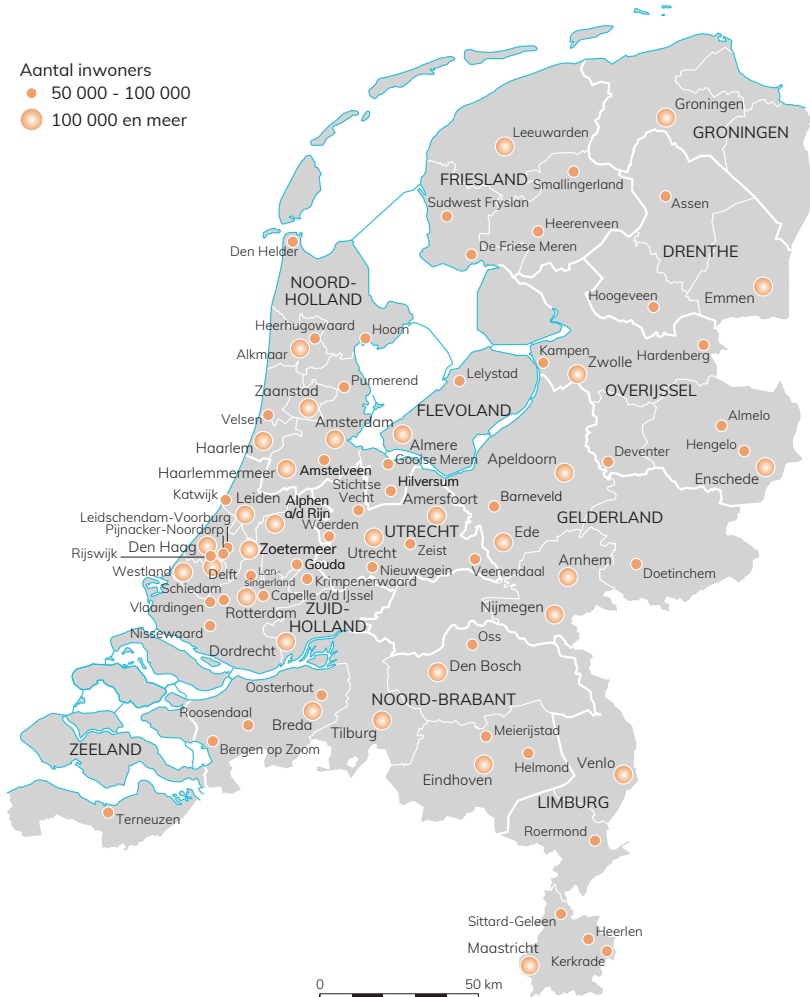 Aantal inwoners
50 000 - 100 000
100 000 en meer
Groningen
GRONINGEN
Leeuwarden
FRIESLAND
Smallingerland
Sudwest Fryslan
Assen
Heerenveen
De Friese Meren
Den Helder
DRENTHE
NOORD-
HOLLAND
Hoogeveen
Emmen
Heerhugowaard
Hoorn
Alkmaar
Kampen
Zwolle
Hardenberg
Purmerend
Lelystad
Zaanstad
OVERIJSSEL
FLEVOLAND
Velsen
Amsterdam
Almelo
Haarlem
Almere
Hengelo
Gooise Meren
Apeldoorn
Deventer
Haarlemmermeer
Amstelveen
Enschede
Stichtse
Vecht
Hilversum
Katwijk
Leiden
Alphen
a/d Rijn
Amersfoort
Barneveld
Leidschendam-Voorburg
Pijnacker-Noordorp
Woerden
UTRECHT
GELDERLAND
Den Haag
Ede
Rijswijk
Zoetermeer
Utrecht
Zeist
Arnhem
Westland
Delft
Lan-
singerland
Gouda
Nieuwegein
Veenendaal
Doetinchem
Schiedam
Krimpenerwaard
Capelle a/d IJssel
Vlaardingen
Rotterdam
ZUID-
HOLLAND
Nijmegen
Nissewaard
Dordrecht
Oss
Den Bosch
Oosterhout
NOORD-BRABANT
Roosendaal
Breda
Tilburg
Meierijstad
ZEELAND
Bergen op Zoom
Helmond
Venlo
Eindhoven
LIMBURG
Terneuzen
Roermond
Sittard-Geleen
Heerlen
Maastricht
Kerkrade
0 50 km